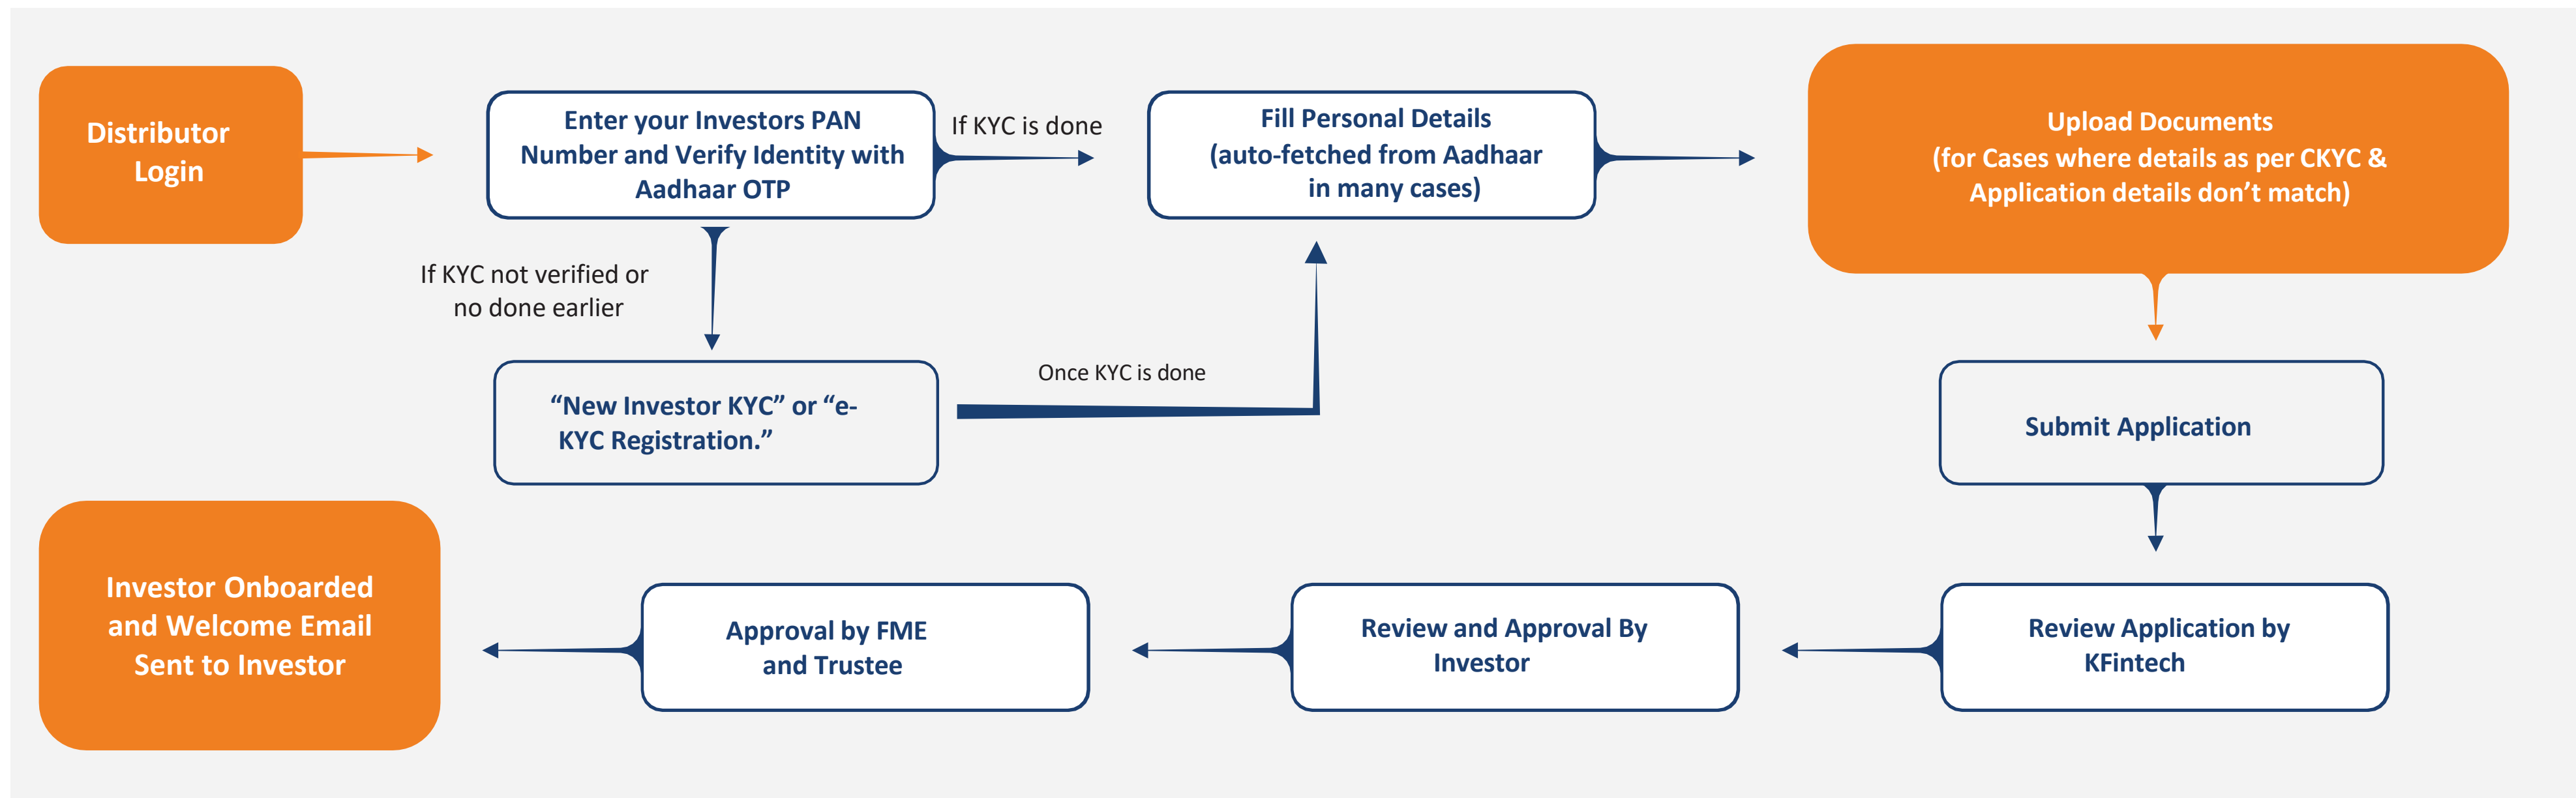 Distributor
Login
Enter your Investors PAN
Number and Verify Identity with
Aadhaar OTP
If KYC is done
Fill Personal Details
(auto-fetched from Aadhaar
in many cases)
Upload Documents
(for Cases where details as per CKYC &
Application details don’t match)
If KYC not verified or
no done earlier
“New Investor KYC” or “e-
KYC Registration.”
Once KYC is done
Submit Application
Review Application by
KFintech
Review and Approval By
Investor
Approval by FME
and Trustee
Investor Onboarded
and Welcome Email
Sent to Investor